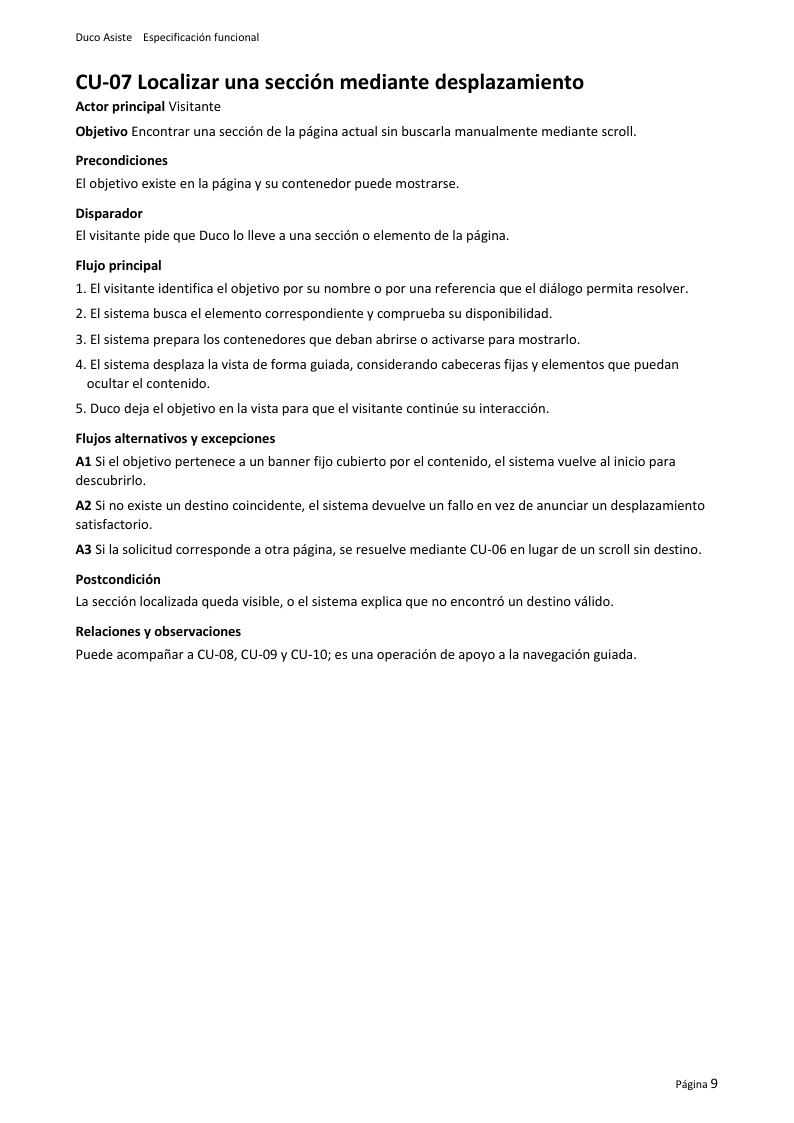 Duco Asiste Especificación funcional
CU-07 Localizar una sección mediante desplazamiento
Actor principal Visitante
Objetivo Encontrar una sección de la página actual sin buscarla manualmente mediante scroll.
Precondiciones
El objetivo existe en la página y su contenedor puede mostrarse.
Disparador
El visitante pide que Duco lo lleve a una sección o elemento de la página.
Flujo principal
1. El visitante identifica el objetivo por su nombre o por una referencia que el diálogo permita resolver.
2. El sistema busca el elemento correspondiente y comprueba su disponibilidad.
3. El sistema prepara los contenedores que deban abrirse o activarse para mostrarlo.
4. El sistema desplaza la vista de forma guiada, considerando cabeceras fijas y elementos que puedan
ocultar el contenido.
5. Duco deja el objetivo en la vista para que el visitante continúe su interacción.
Flujos alternativos y excepciones
A1 Si el objetivo pertenece a un banner fijo cubierto por el contenido, el sistema vuelve al inicio para
descubrirlo.
A2 Si no existe un destino coincidente, el sistema devuelve un fallo en vez de anunciar un desplazamiento
satisfactorio.
A3 Si la solicitud corresponde a otra página, se resuelve mediante CU-06 en lugar de un scroll sin destino.
Postcondición
La sección localizada queda visible, o el sistema explica que no encontró un destino válido.
Relaciones y observaciones
Puede acompañar a CU-08, CU-09 y CU-10; es una operación de apoyo a la navegación guiada.
Página 9